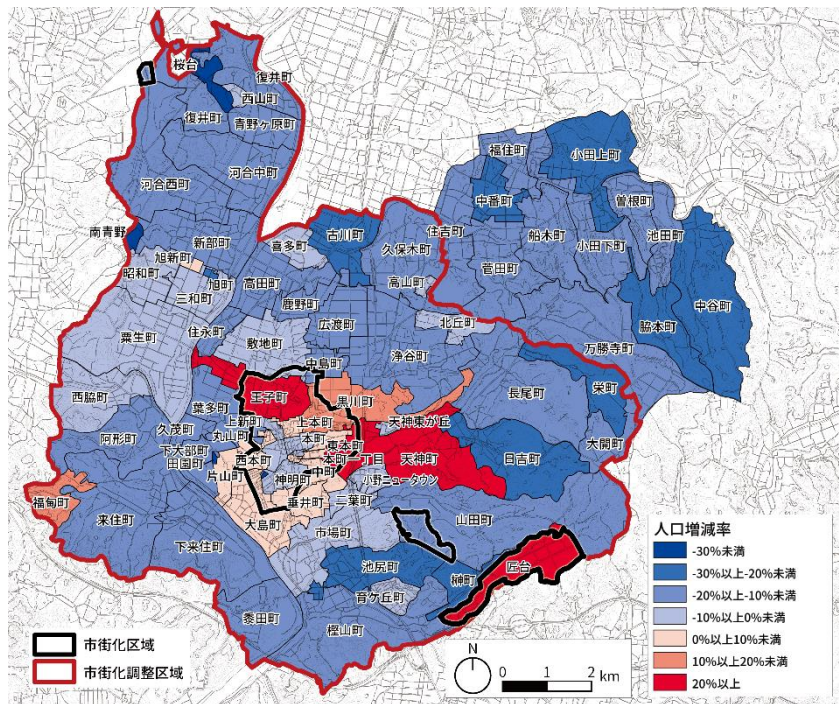 桜台
復井町
西山町
復井町
青野ヶ原町
河合中町
河合西町
福住町
小田上町
中番町
曽根町
南青野
新部町
喜多町
古川町
久保木町
住吉町
船木町
小田下町
池田町
旭新町
昭和町
旭町
高田町
高山町
菅田町
中谷町
三和町
鹿野町
粟生町
住永町
敷地町
広渡町
北丘町
脇本町
浄谷町
万勝寺町
中島町
西脇町
王子町
黒川町
長尾町
栄町
葉多町
上新町
上本町
天神東が丘
久茂町
丸山町
本町
東本町
大開町
阿形町
下大部町
西本町
本町一丁目
天神町
日吉町
田園町
片山町
中町
神明町
小野ニュータウン
福甸町
垂井町
二葉町
来住町
大島町
市場町
山田町
下来住町
池尻町
榊町
匠台
育ケ丘町
黍田町
樫山町
人口増減率
-30%未満
-30%以上-20%未満
-20%以上-10%未満
-10%以上0%未満
0%以上10%未満
10%以上20%未満
20%以上
市街化区域
市街化調整区域
N
0 1 2 km